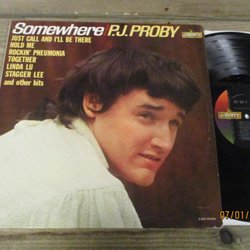 Somewhere/P.J. PROBY
JUST CALL AND I'LL BE THERE
HOLD ME
ROCKIN' PNEUMONIA
TOGETHER
LINDA LU
STAGGER LEE
and other hits
LIBERTY
LIBERTY
07/01/